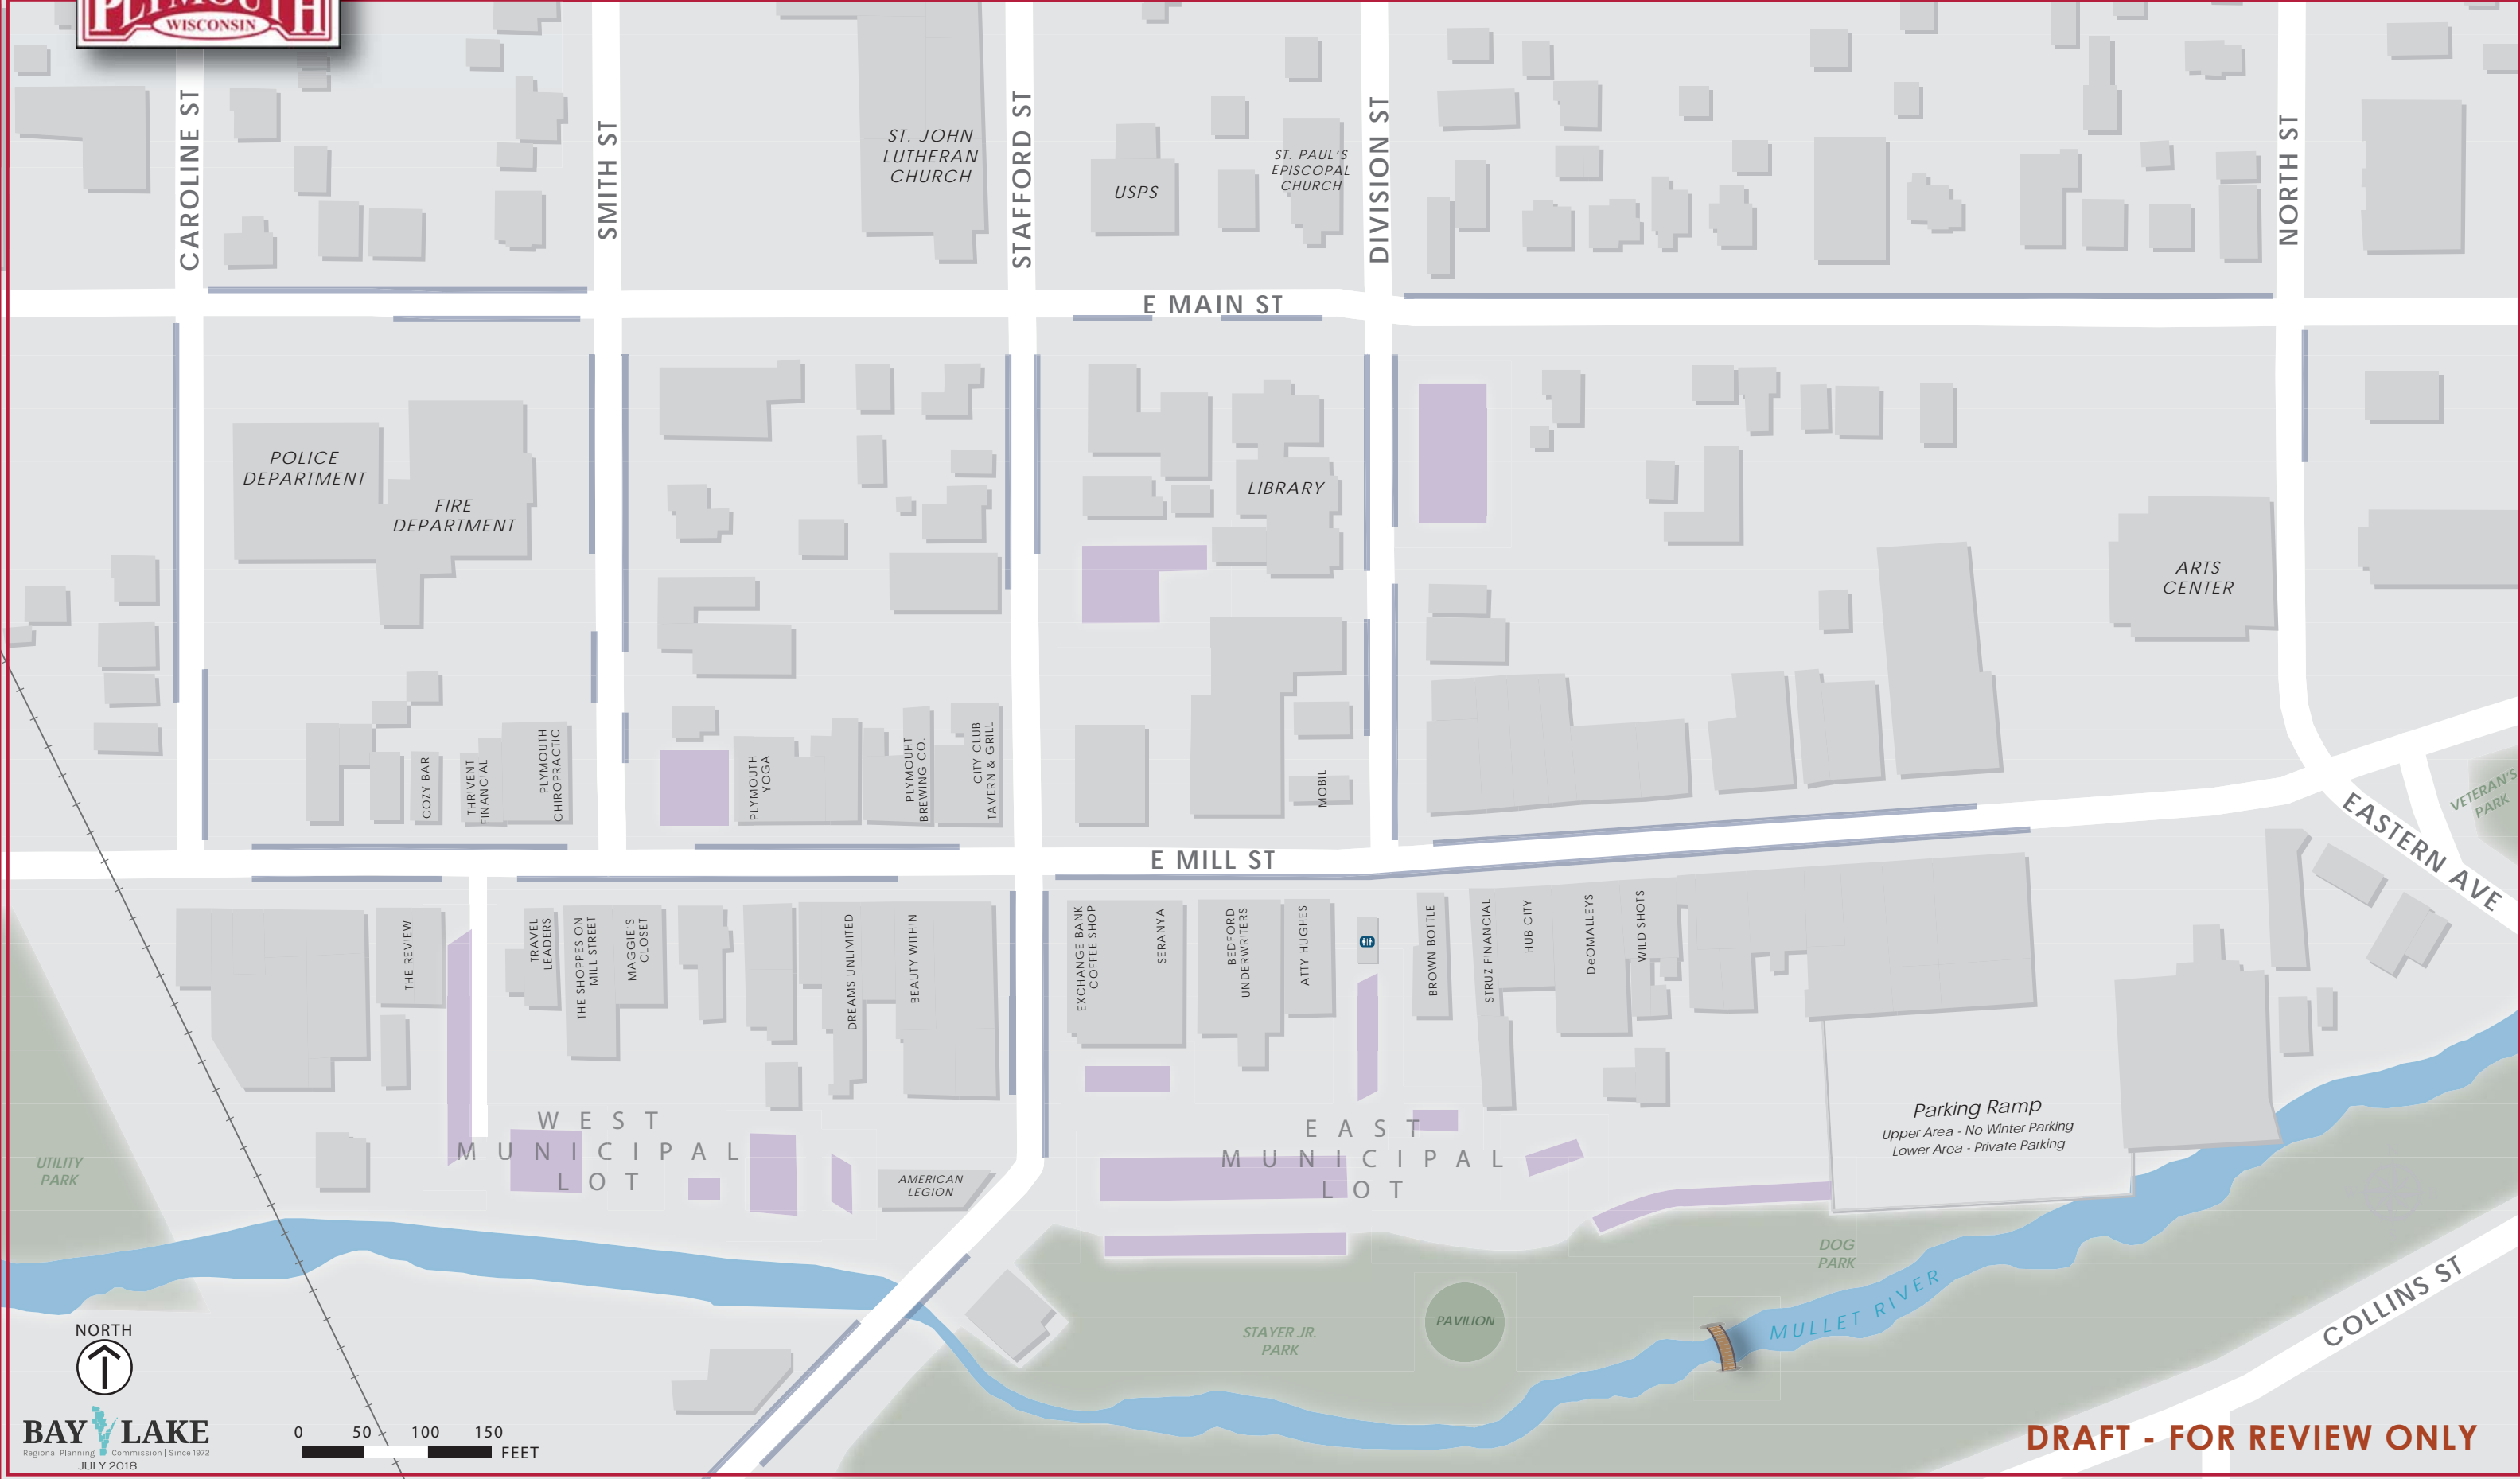 PLYMOUTH
WISCONSIN
CAROLINE ST
SMITH ST
STAFFORD ST
DIVISION ST
NORTH ST
ST. JOHN
LUTHERAN
CHURCH
USPS
ST. PAUL'S
EPISCOPAL
CHURCH
E MAIN ST
POLICE
DEPARTMENT
FIRE
DEPARTMENT
LIBRARY
ARTS
CENTER
COZY BAR
THRIVENT
FINANCIAL
PLYMOUTH
CHIROPRACTIC
PLYMOUTH
YOGA
PLYMOUHT
BREWING CO.
CITY CLUB
TAVERN & GRILL
MOBIL
VETERAN'S
PARK
EASTERN AVE
E MILL ST
THE REVIEW
TRAVEL
LEADERS
THE SHOPPES ON
MILL STREET
MAGGIE'S
CLOSET
DREAMS UNLIMITED
BEAUTY WITHIN
EXCHANGE BANK
COFFEE SHOP
SERANYA
BEDFORD
UNDERWRITERS
ATTY HUGHES
BROWN BOTTLE
STRUZ FINANCIAL
HUB CITY
DeOMALLEYS
WILD SHOTS
WEST
MUNICIPAL
LOT
EAST
MUNICIPAL
LOT
Parking Ramp
Upper Area - No Winter Parking
Lower Area - Private Parking
UTILITY
PARK
AMERICAN
LEGION
DOG
PARK
STAYER JR.
PARK
PAVILION
MULLET RIVER
COLLINS ST
NORTH
BAY LAKE
Regional Planning Commission | Since 1972
JULY 2018
0 50 100 150
FEET
DRAFT - FOR REVIEW ONLY